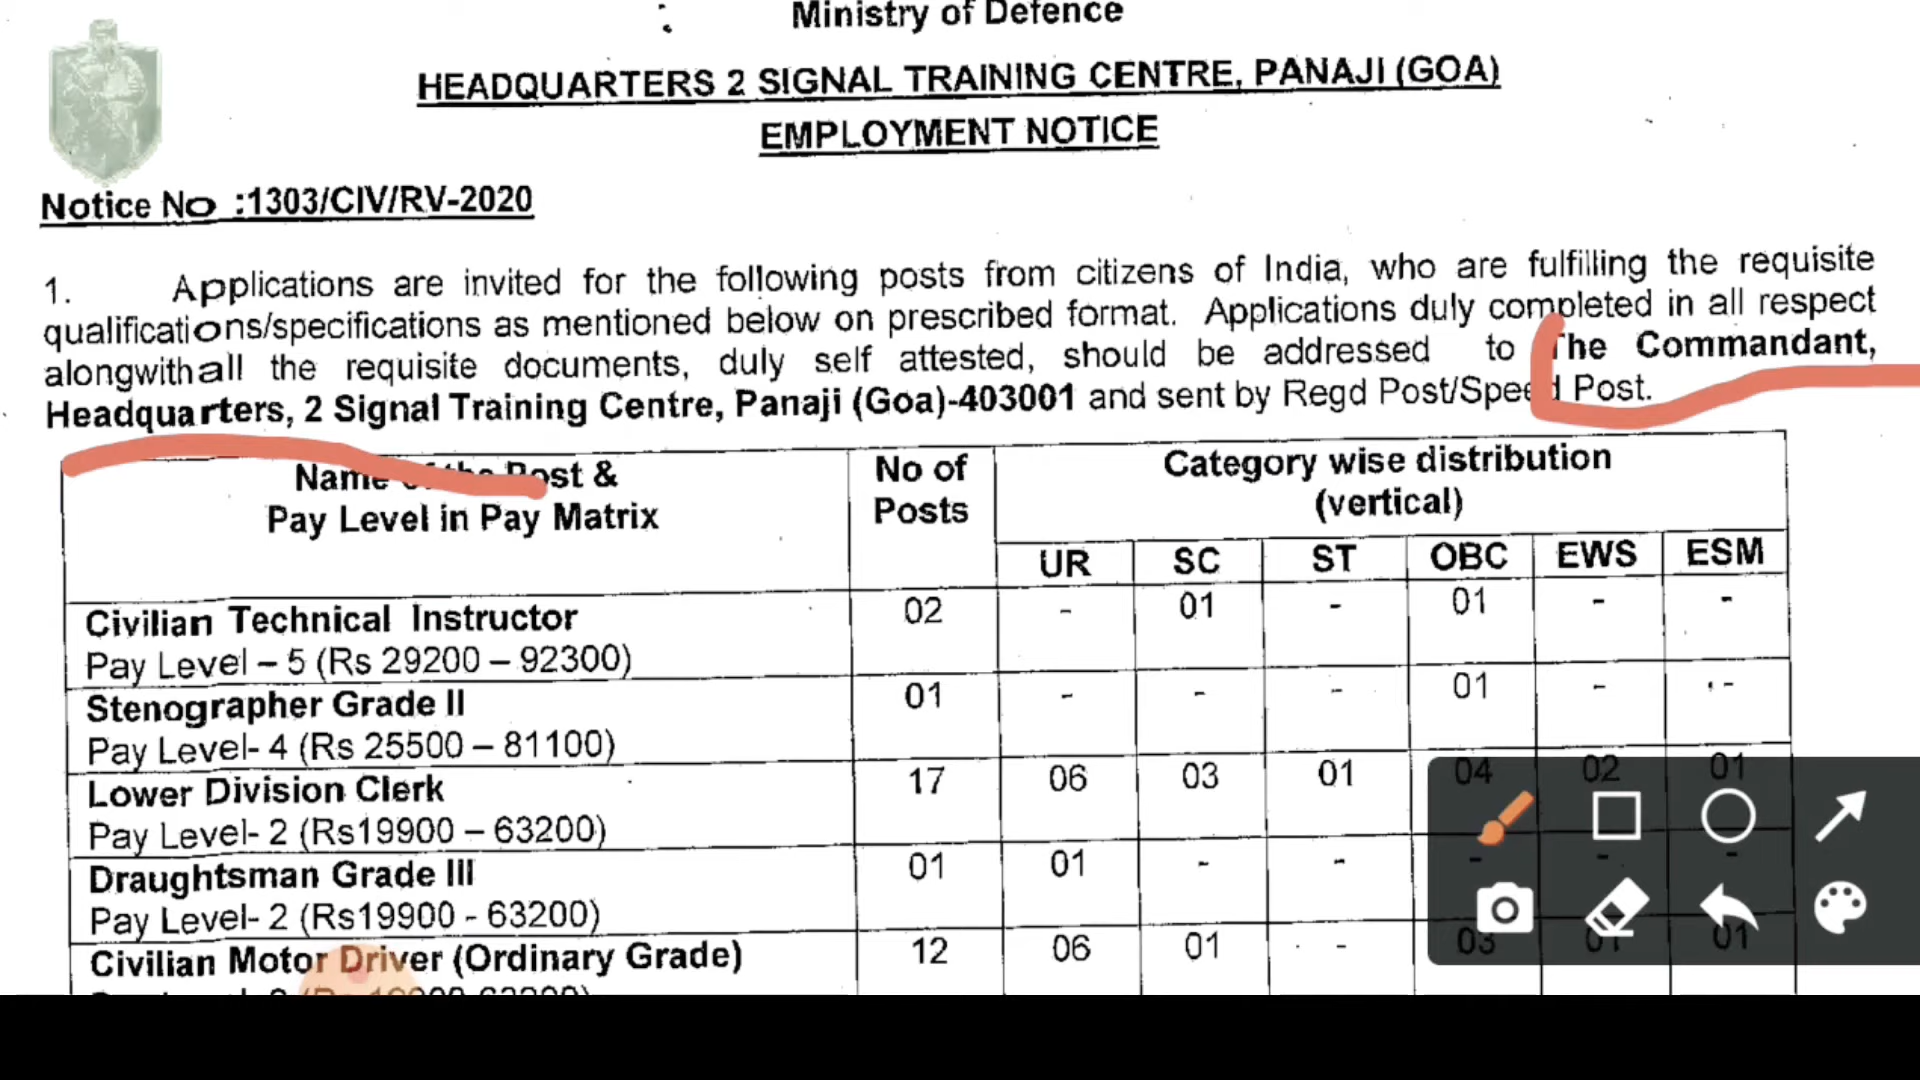 Ministry of Defence
HEADQUARTERS 2 SIGNAL TRAINING CENTRE, PANAJI (GOA)
EMPLOYMENT NOTICE
Notice No :1303/CIV/RV-2020
1. Applications are invited for the following posts from citizens of India, who are fulfilling the requisite
qualifications/specifications as mentioned below on prescribed format. Applications duly completed in all respect
alongwithall the requisite documents, duly self attested, should be addressed to The Commandant,
Headquarters, 2 Signal Training Centre, Panaji (Goa)-403001 and sent by Regd Post/Speed Post.
Name of the Post & No of Category wise distribution
Pay Level in Pay Matrix Posts (vertical)
UR SC ST OBC EWS ESM
Civilian Technical Instructor 02 - 01 - 01 - -
Pay Level – 5 (Rs 29200 – 92300)
Stenographer Grade II 01 - - - 01 - -
Pay Level- 4 (Rs 25500 – 81100)
Lower Division Clerk 17 06 03 01 04 02 01
Pay Level- 2 (Rs19900 – 63200)
Draughtsman Grade III 01 01 - - - - -
Pay Level- 2 (Rs19900 - 63200)
Civilian Motor Driver (Ordinary Grade) 12 06 01 - 03 01 01